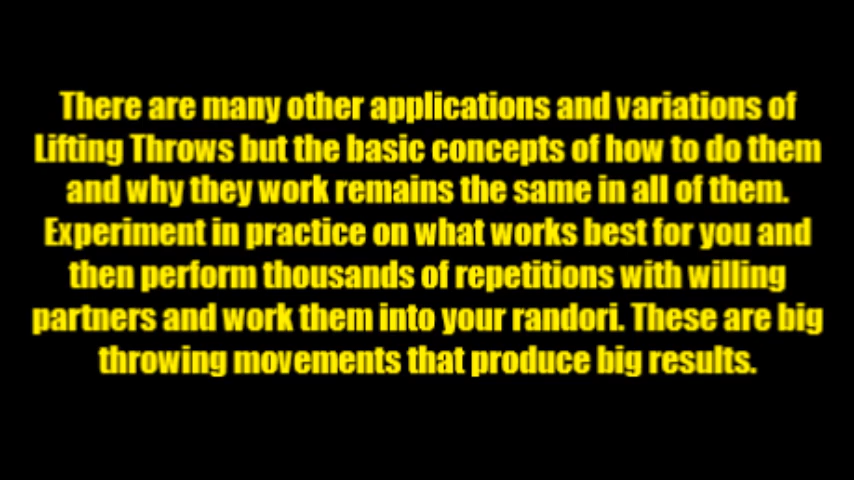 There are many other applications and variations of
Lifting Throws but the basic concepts of how to do them
and why they work remains the same in all of them.
Experiment in practice on what works best for you and
then perform thousands of repetitions with willing
partners and work them into your randori. These are big
throwing movements that produce big results.